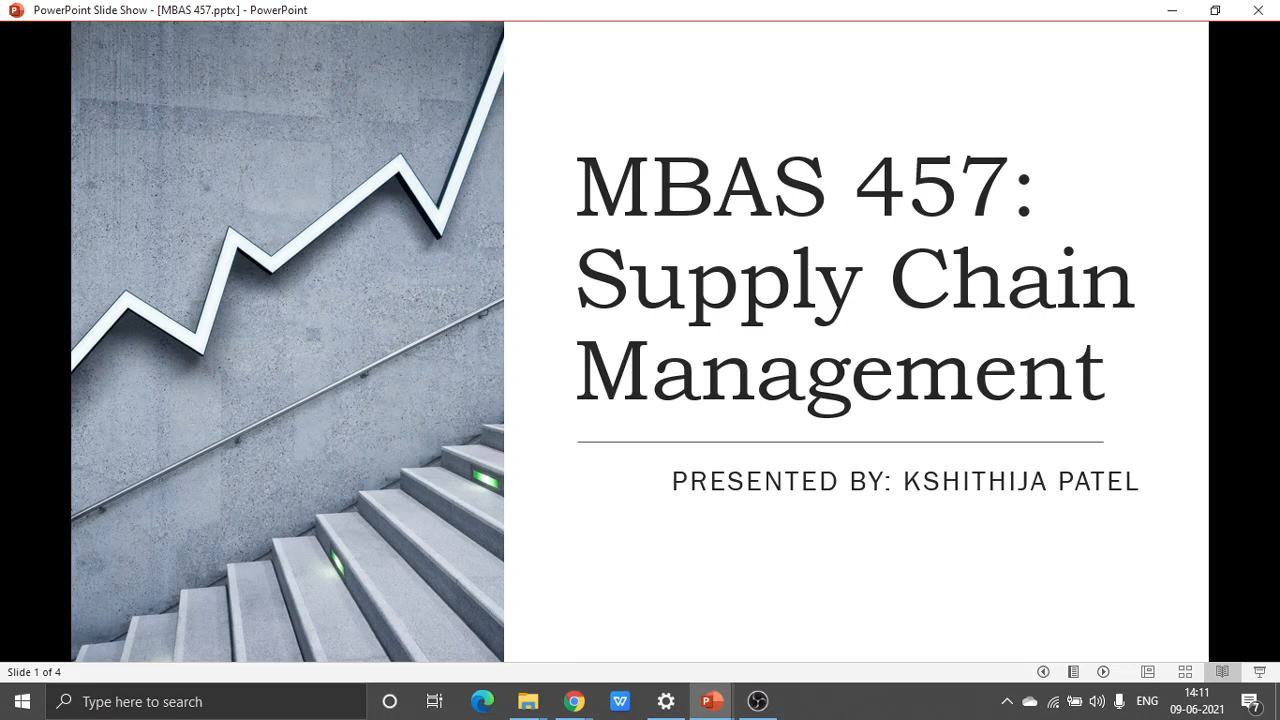 PowerPoint Slide Show - [MBAS 457.pptx] - PowerPoint
MBAS 457:
Supply Chain
Management
PRESENTED BY: KSHITHIJA PATEL
Slide 1 of 4
Type here to search
ENG
14:11
09-06-2021
7